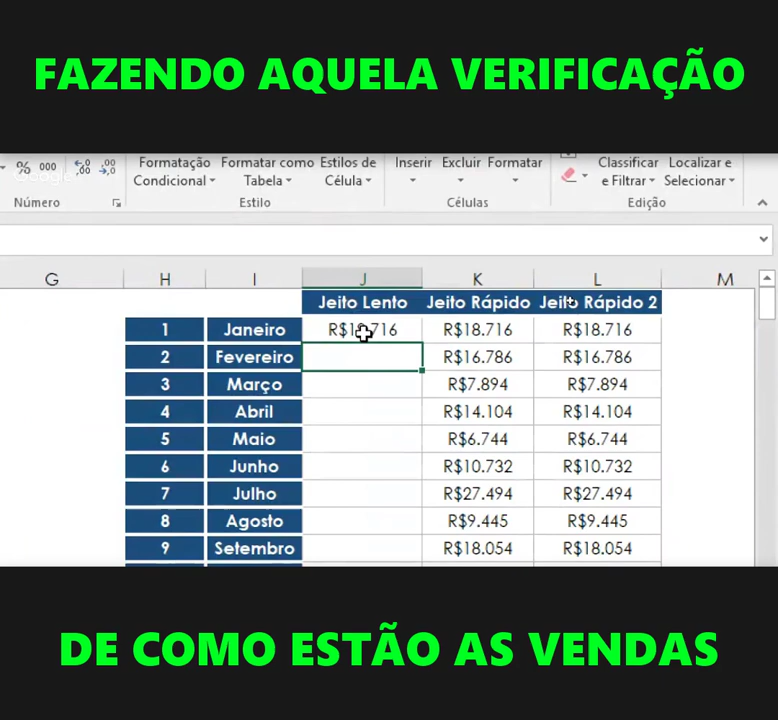 FAZENDO AQUELA VERIFICAÇÃO
% 000
Formatação Condicional
Formatar como Tabela
Estilos de Célula
Inserir
Excluir
Formatar
Classificar e Filtrar
Localizar e Selecionar
Número
Estilo
Células
Edição
G H I J K L M
Jeito Lento Jeito Rápido Jeito Rápido 2
1 Janeiro R$18.716 R$18.716
2 Fevereiro R$16.786 R$16.786
3 Março R$7.894 R$7.894
4 Abril R$14.104 R$14.104
5 Maio R$6.744 R$6.744
6 Junho R$10.732 R$10.732
7 Julho R$27.494 R$27.494
8 Agosto R$9.445 R$9.445
9 Setembro R$18.054 R$18.054
DE COMO ESTÃO AS VENDAS